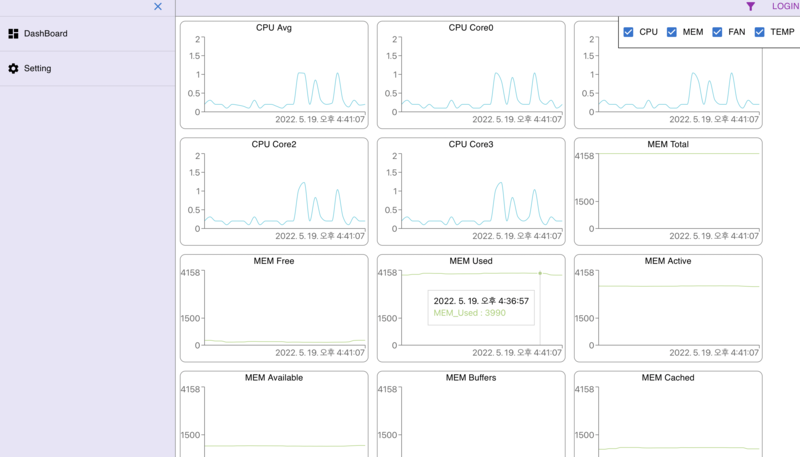 LOGIN
CPU MEM FAN TEMP
DashBoard
Setting
CPU Avg
2
1.5
1
0.5
0
2022. 5. 19. 오후 4:41:07
CPU Core0
2
1.5
1
0.5
0
2022. 5. 19. 오후 4:41:07
2
1.5
1
0.5
0
2022. 5. 19. 오후 4:41:07
CPU Core2
2
1.5
1
0.5
0
2022. 5. 19. 오후 4:41:07
CPU Core3
2
1.5
1
0.5
0
2022. 5. 19. 오후 4:41:07
MEM Total
4158
1500
0
2022. 5. 19. 오후 4:41:07
MEM Free
4158
1500
0
2022. 5. 19. 오후 4:41:07
MEM Used
4158
2022. 5. 19. 오후 4:36:57
MEM_Used : 3990
1500
0
2022. 5. 19. 오후 4:41:07
MEM Active
4158
1500
0
2022. 5. 19. 오후 4:41:07
MEM Available
4158
1500
MEM Buffers
4158
1500
MEM Cached
4158
1500